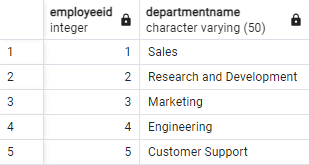 employeeid departmentname
integer character varying (50)
1 1 Sales
2 2 Research and Development
3 3 Marketing
4 4 Engineering
5 5 Customer Support